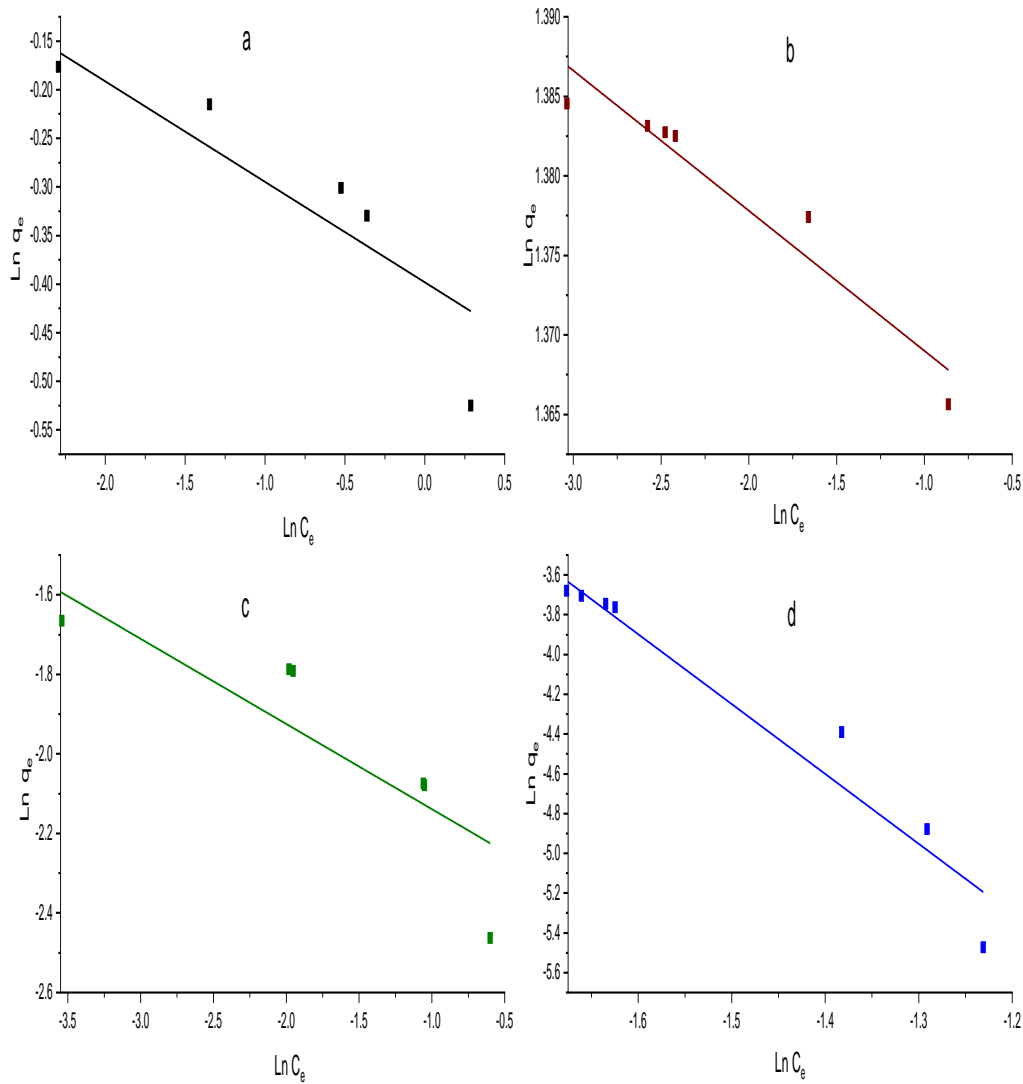 a
-0.15
-0.20
-0.25
-0.30
-0.35
-0.40
-0.45
-0.50
-0.55
Ln qₑ
-2.0 -1.5 -1.0 -0.5 0.0 0.5
Ln Cₑ
b
1.390
1.385
1.380
1.375
1.370
1.365
Ln qₑ
-3.0 -2.5 -2.0 -1.5 -1.0 -0.5
Ln Cₑ
c
-1.6
-1.8
-2.0
-2.2
-2.4
-2.6
Ln qₑ
-3.5 -3.0 -2.5 -2.0 -1.5 -1.0 -0.5
Ln Cₑ
d
-3.6
-3.8
-4.0
-4.2
-4.4
-4.6
-4.8
-5.0
-5.2
-5.4
-5.6
Ln qₑ
-1.6 -1.5 -1.4 -1.3 -1.2
Ln Cₑ